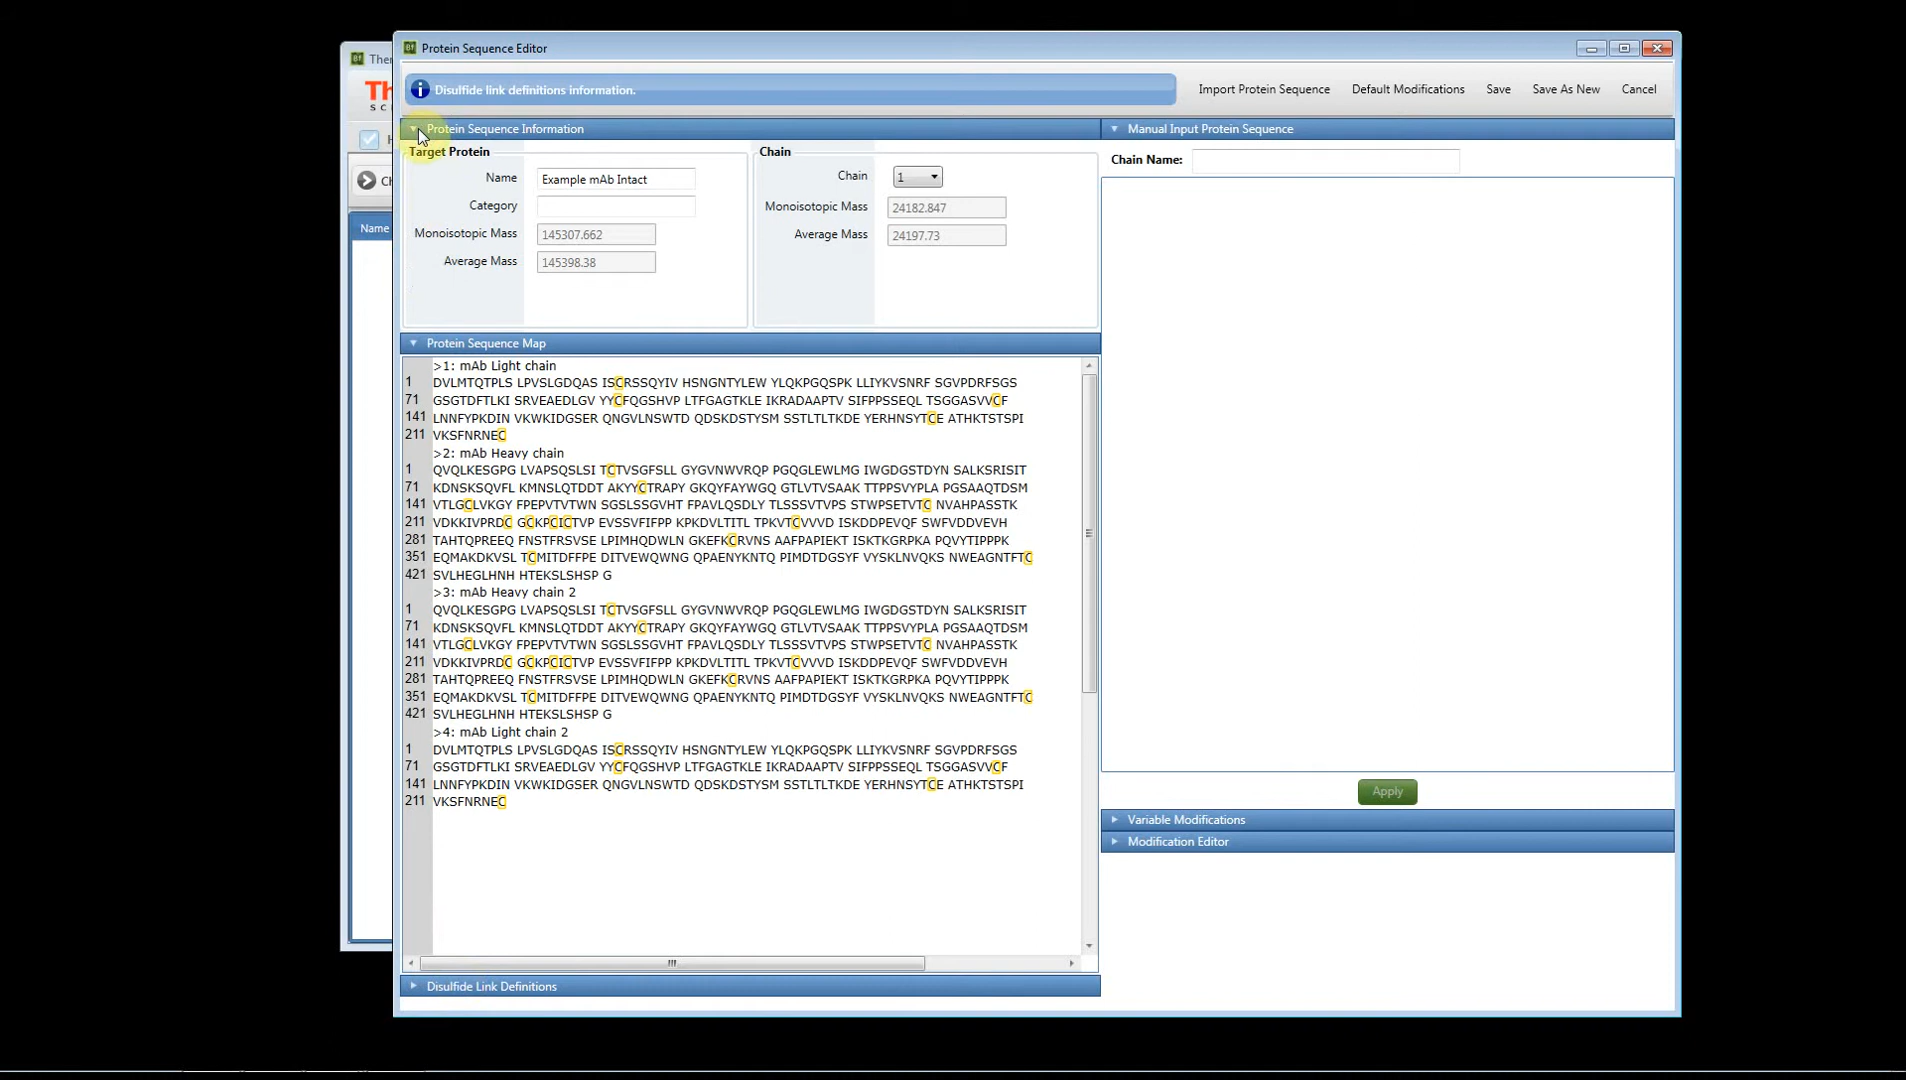 Protein Sequence Editor
Ther
Th
S C
Disulfide link definitions information.
Import Protein Sequence
Default Modifications
Save
Save As New
Cancel
Protein Sequence Information
Manual Input Protein Sequence
H
Ch
Name
Target Protein
Name
Example mAb Intact
Category
Monoisotopic Mass
145307.662
Average Mass
145398.38
Chain
Chain
1
Monoisotopic Mass
24182.847
Average Mass
24197.73
Chain Name:
Protein Sequence Map
>1: mAb Light chain
1 DVLMTQTPLS LPVSLGDQAS ISCRSSQYIV HSNGNTYLEW YLQKPGQSPK LLIYKVSNRF SGVPDRFSGS
71 GSGTDFTLKI SRVEAEDLGV YYCFQGSHVP LTFGAGTKLE IKRADAAPTV SIFPPSSEQL TSGGASVVCF
141 LNNFYPKDIN VKWKIDGSER QNGVLNSWTD QDSKDSTYSM SSTLTLTKDE YERHNSYTCE ATHKTSTSPI
211 VKSFNRNEC
>2: mAb Heavy chain
1 QVQLKESGPG LVAPSQSLSI TCTVSGFSLL GYGVNWVRQP PGQGLEWLMG IWGDGSTDYN SALKSRISIT
71 KDNSKSQVFL KMNSLQTDDT AKYYCTRAPY GKQYFAYWGQ GTLVTVSAAK TTPPSVYPLA PGSAAQTDSM
141 VTLGCLVKGY FPEPVTVTWN SGSLSSGVHT FPAVLQSDLY TLSSSVTVPS STWPSETVTC NVAHPASSTK
211 VDKKIVPRDC GCKPCICTVP EVSSVFIFPP KPKDVLTITL TPKVTCVVVD ISKDDPEVQF SWFVDDVEVH
281 TAHTQPREEQ FNSTFRSVSE LPIMHQDWLN GKEFKCRVNS AAFPAPIEKT ISKTKGRPKA PQVYTIPPPK
351 EQMAKDKVSL TCMITDFFPE DITVEWQWNG QPAENYKNTQ PIMDTDGSYF VYSKLNVQKS NWEAGNTFTC
421 SVLHEGLHNH HTEKSLSHSP G
>3: mAb Heavy chain 2
1 QVQLKESGPG LVAPSQSLSI TCTVSGFSLL GYGVNWVRQP PGQGLEWLMG IWGDGSTDYN SALKSRISIT
71 KDNSKSQVFL KMNSLQTDDT AKYYCTRAPY GKQYFAYWGQ GTLVTVSAAK TTPPSVYPLA PGSAAQTDSM
141 VTLGCLVKGY FPEPVTVTWN SGSLSSGVHT FPAVLQSDLY TLSSSVTVPS STWPSETVTC NVAHPASSTK
211 VDKKIVPRDC GCKPCICTVP EVSSVFIFPP KPKDVLTITL TPKVTCVVVD ISKDDPEVQF SWFVDDVEVH
281 TAHTQPREEQ FNSTFRSVSE LPIMHQDWLN GKEFKCRVNS AAFPAPIEKT ISKTKGRPKA PQVYTIPPPK
351 EQMAKDKVSL TCMITDFFPE DITVEWQWNG QPAENYKNTQ PIMDTDGSYF VYSKLNVQKS NWEAGNTFTC
421 SVLHEGLHNH HTEKSLSHSP G
>4: mAb Light chain 2
1 DVLMTQTPLS LPVSLGDQAS ISCRSSQYIV HSNGNTYLEW YLQKPGQSPK LLIYKVSNRF SGVPDRFSGS
71 GSGTDFTLKI SRVEAEDLGV YYCFQGSHVP LTFGAGTKLE IKRADAAPTV SIFPPSSEQL TSGGASVVCF
141 LNNFYPKDIN VKWKIDGSER QNGVLNSWTD QDSKDSTYSM SSTLTLTKDE YERHNSYTCE ATHKTSTSPI
211 VKSFNRNEC
Apply
Variable Modifications
Modification Editor
Disulfide Link Definitions